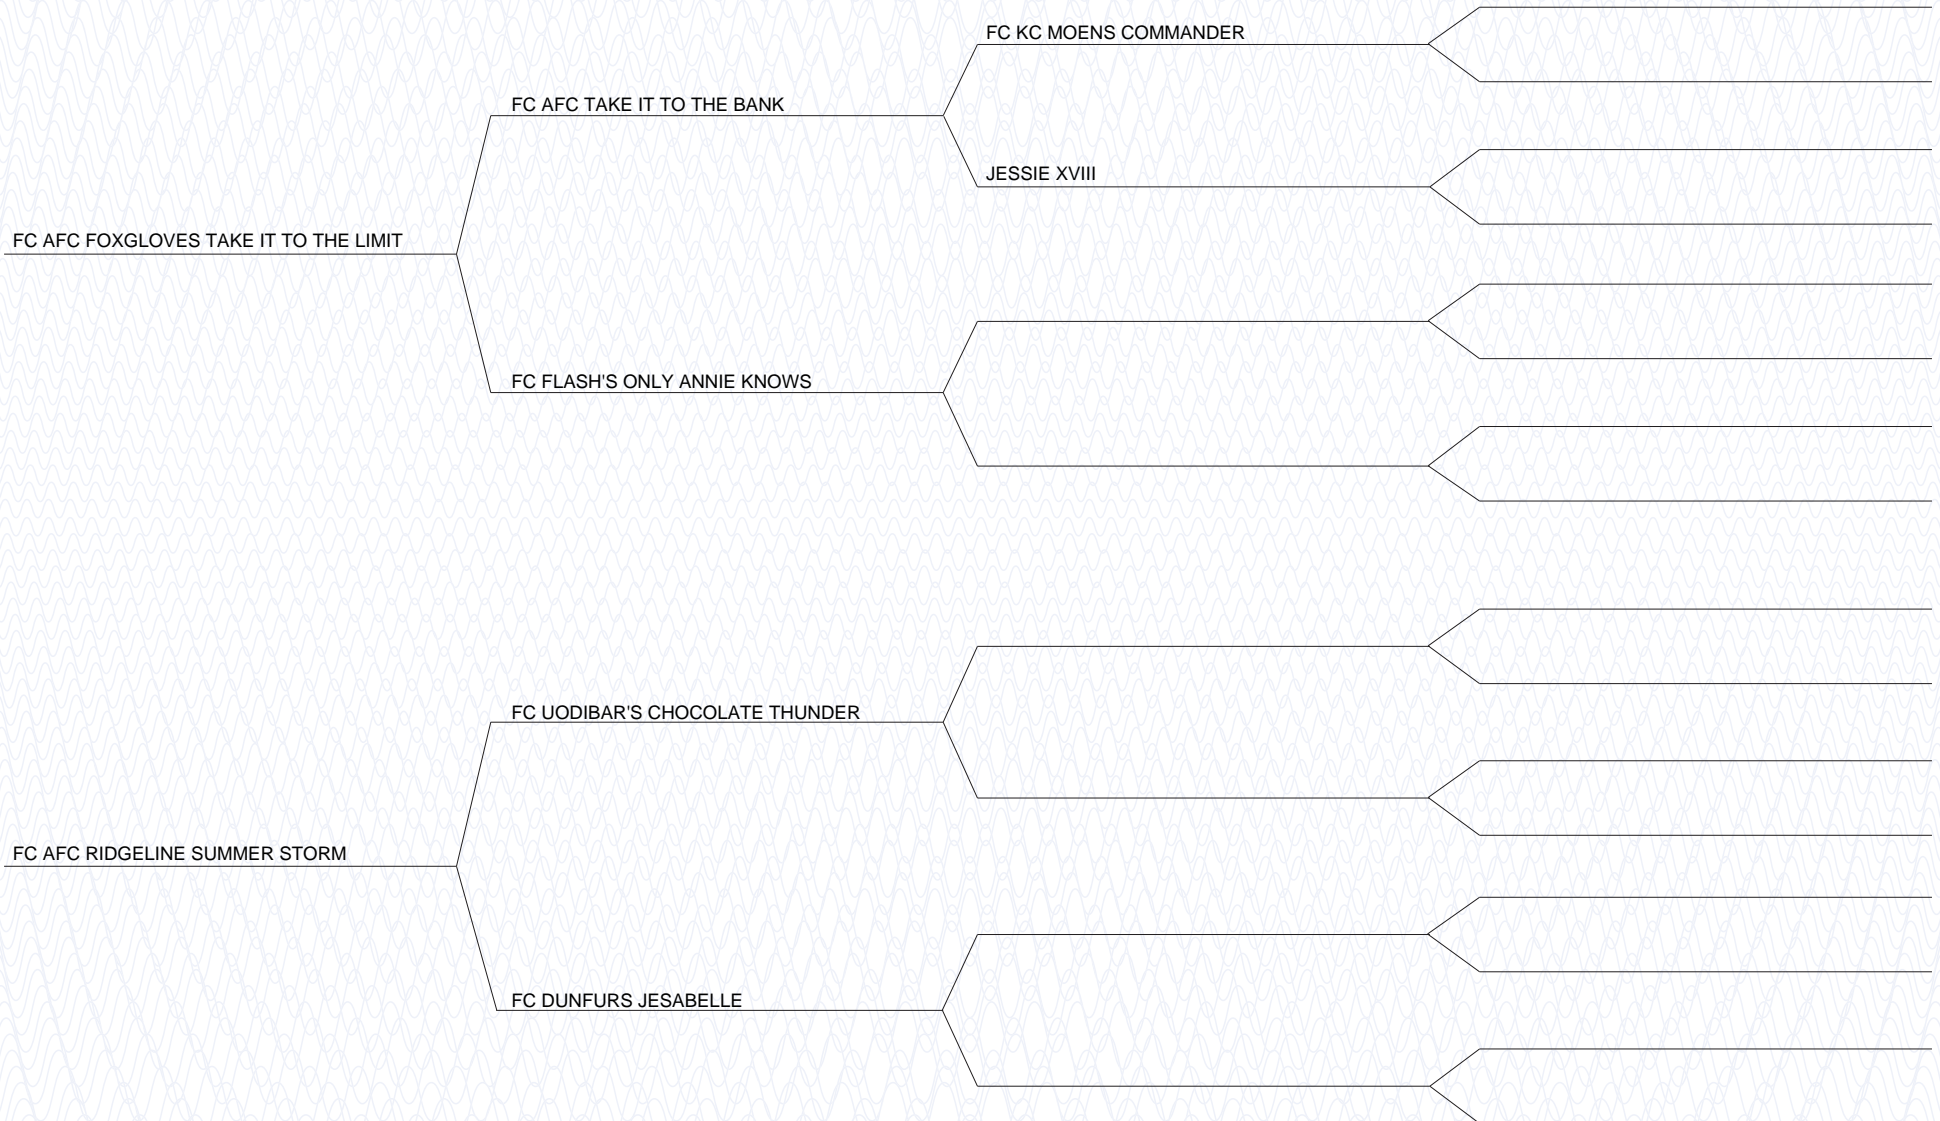 FC KC MOENS COMMANDER
FC AFC TAKE IT TO THE BANK
JESSIE XVIII
FC AFC FOXGLOVES TAKE IT TO THE LIMIT
FC FLASH'S ONLY ANNIE KNOWS
FC UODIBAR'S CHOCOLATE THUNDER
FC AFC RIDGELINE SUMMER STORM
FC DUNFURS JESABELLE